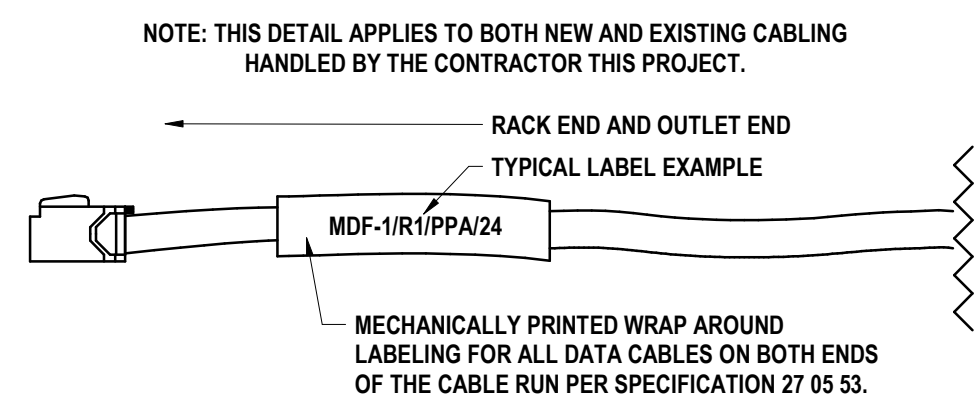 NOTE: THIS DETAIL APPLIES TO BOTH NEW AND EXISTING CABLING
HANDLED BY THE CONTRACTOR THIS PROJECT.
RACK END AND OUTLET END
TYPICAL LABEL EXAMPLE
MDF-1/R1/PPA/24
MECHANICALLY PRINTED WRAP AROUND
LABELING FOR ALL DATA CABLES ON BOTH ENDS
OF THE CABLE RUN PER SPECIFICATION 27 05 53.